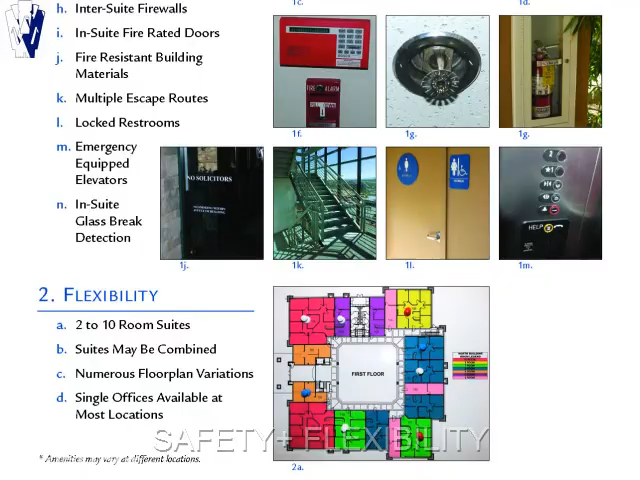 1c.
1d.
h. Inter-Suite Firewalls
i. In-Suite Fire Rated Doors
j. Fire Resistant Building
Materials
k. Multiple Escape Routes
l. Locked Restrooms
m. Emergency
Equipped
Elevators
n. In-Suite
Glass Break
Detection
FIRE ALARM
1f.
1g.
1g.
NO SOLICITORS
HELP
1j.
1k.
1l.
1m.
2. FLEXIBILITY
a. 2 to 10 Room Suites
b. Suites May Be Combined
c. Numerous Floorplan Variations
d. Single Offices Available at
Most Locations
FIRST FLOOR
SAFETY+ FLEXIBILITY
* Amenities may vary at different locations.
2a.